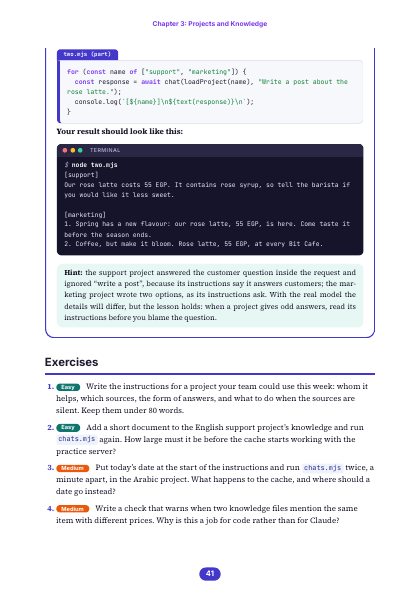 Chapter 3: Projects and Knowledge
two.mjs (part)
for (const name of ["support", "marketing"]) {
const response = await chat(loadProject(name), "Write a post about the
rose latte.");
console.log(`[${name}]\n${text(response)}\n`);
}
Your result should look like this:
TERMINAL
$ node two.mjs
[support]
Our rose latte costs 55 EGP. It contains rose syrup, so tell the barista if
you would like it less sweet.
[marketing]
1. Spring has a new flavour: our rose latte, 55 EGP, is here. Come taste it
before the season ends.
2. Coffee, but make it bloom. Rose latte, 55 EGP, at every Bit Cafe.
Hint: the support project answered the customer question inside the request and
ignored “write a post”, because its instructions say it answers customers; the mar-
keting project wrote two options, as its instructions ask. With the real model the
details will differ, but the lesson holds: when a project gives odd answers, read its
instructions before you blame the question.
Exercises
1. Easy Write the instructions for a project your team could use this week: whom it
helps, which sources, the form of answers, and what to do when the sources are
silent. Keep them under 80 words.
2. Easy Add a short document to the English support project’s knowledge and run
chats.mjs again. How large must it be before the cache starts working with the
practice server?
3. Medium Put today’s date at the start of the instructions and run chats.mjs twice, a
minute apart, in the Arabic project. What happens to the cache, and where should a
date go instead?
4. Medium Write a check that warns when two knowledge files mention the same
item with different prices. Why is this a job for code rather than for Claude?
41